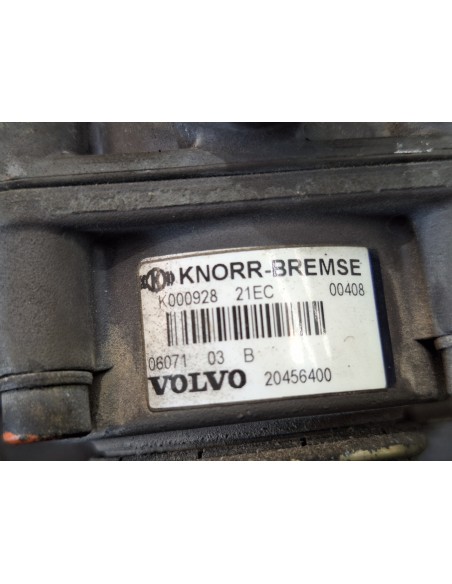 KNORR-BREMSE
K000928 21EC 00408
06071 03 B
VOLVO 20456400